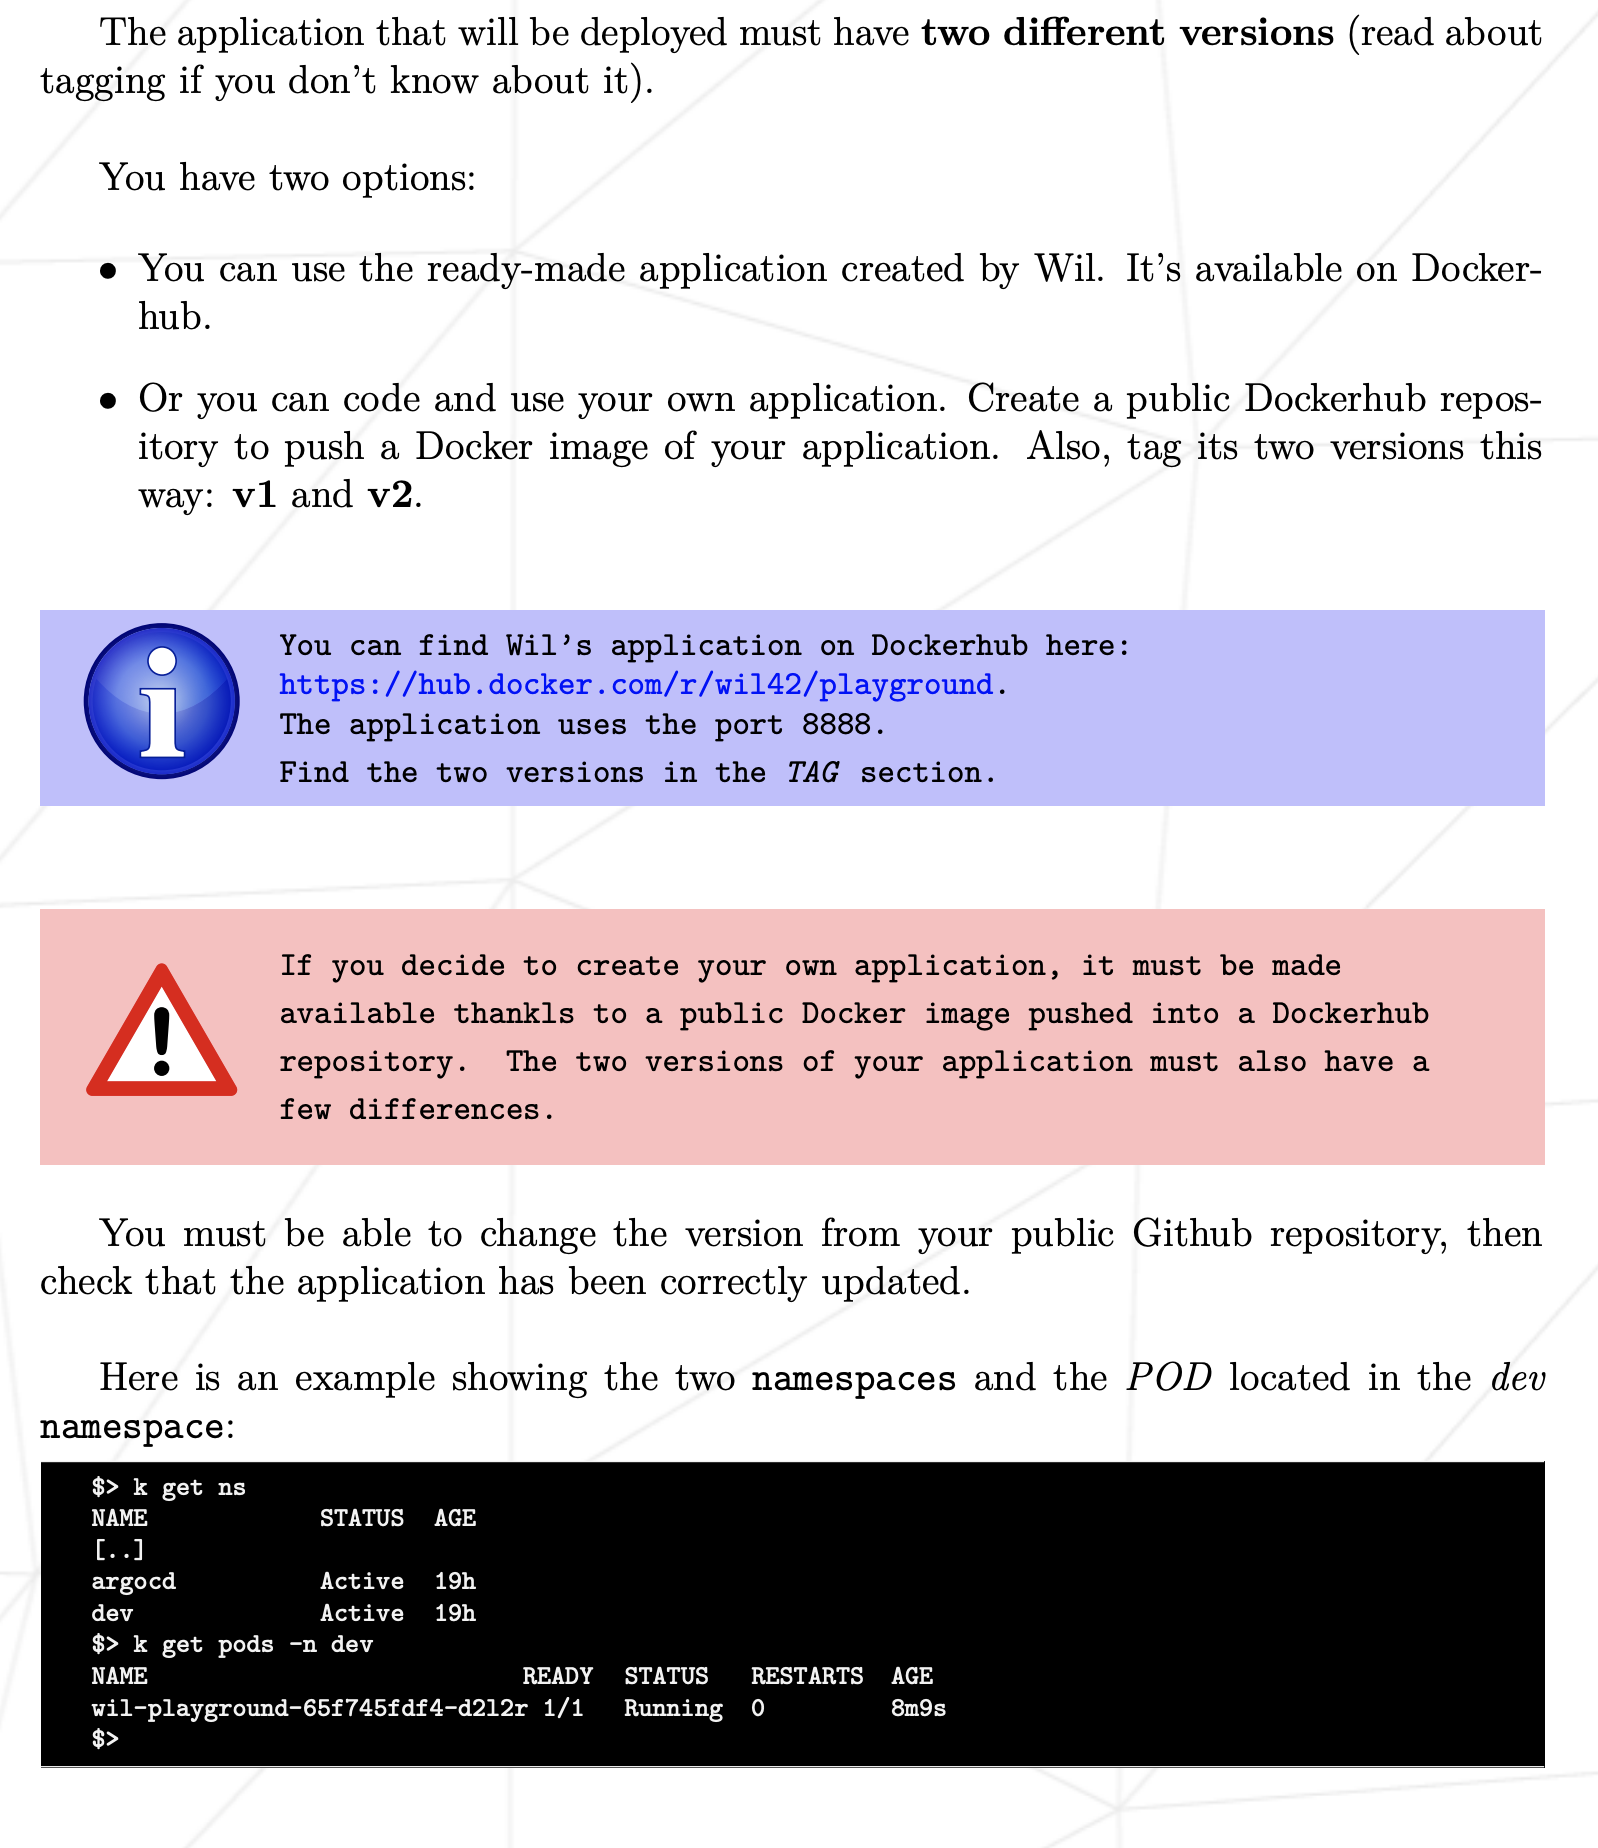 The application that will be deployed must have two different versions (read about
tagging if you don't know about it).
You have two options:
• You can use the ready-made application created by Wil. It's available on Docker-
hub.
• Or you can code and use your own application. Create a public Dockerhub repos-
itory to push a Docker image of your application. Also, tag its two versions this
way: v1 and v2.
You can find Wil's application on Dockerhub here:
https://hub.docker.com/r/wil42/playground.
The application uses the port 8888.
Find the two versions in the TAG section.
If you decide to create your own application, it must be made
available thankls to a public Docker image pushed into a Dockerhub
repository. The two versions of your application must also have a
few differences.
You must be able to change the version from your public Github repository, then
check that the application has been correctly updated.
Here is an example showing the two namespaces and the POD located in the dev
namespace:
$> k get ns
NAME STATUS AGE
[..]
argocd Active 19h
dev Active 19h
$> k get pods -n dev
NAME READY STATUS RESTARTS AGE
wil-playground-65f745fdf4-d2l2r 1/1 Running 0 8m9s
$>